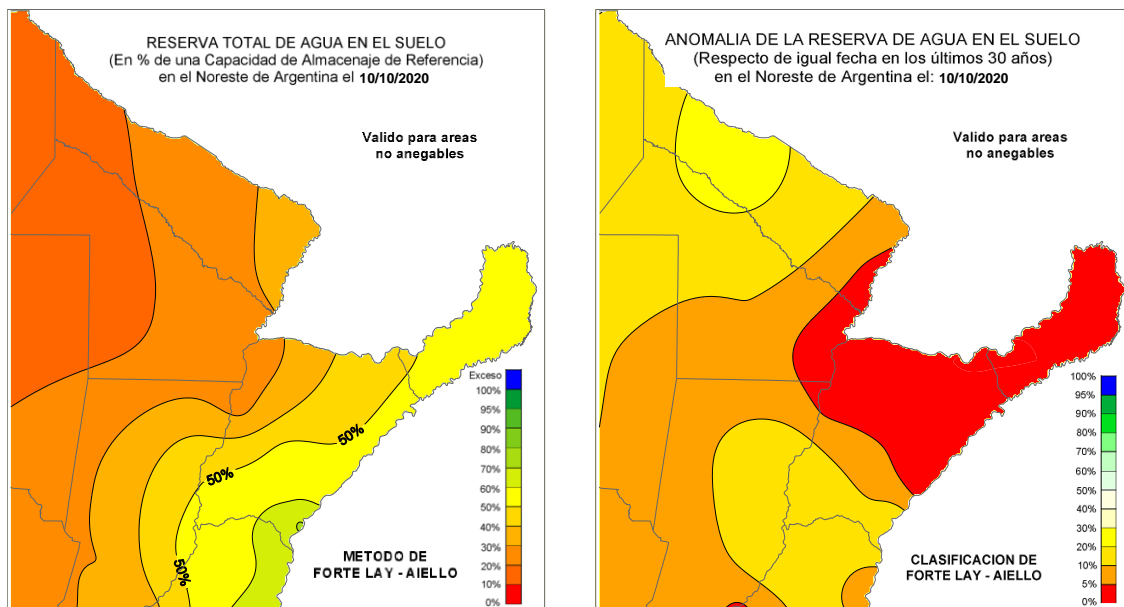 RESERVA TOTAL DE AGUA EN EL SUELO
(En % de una Capacidad de Almacenaje de Referencia)
en el Noreste de Argentina el 10/10/2020
Valido para areas
no anegables
50%
50%
50%
Exceso
100%
95%
90%
80%
70%
60%
50%
40%
30%
20%
10%
0%
METODO DE
FORTE LAY - AIELLO
ANOMALIA DE LA RESERVA DE AGUA EN EL SUELO
(Respecto de igual fecha en los últimos 30 años)
en el Noreste de Argentina el: 10/10/2020
Valido para areas
no anegables
100%
95%
90%
80%
70%
60%
50%
40%
30%
20%
10%
5%
0%
CLASIFICACION DE
FORTE LAY - AIELLO